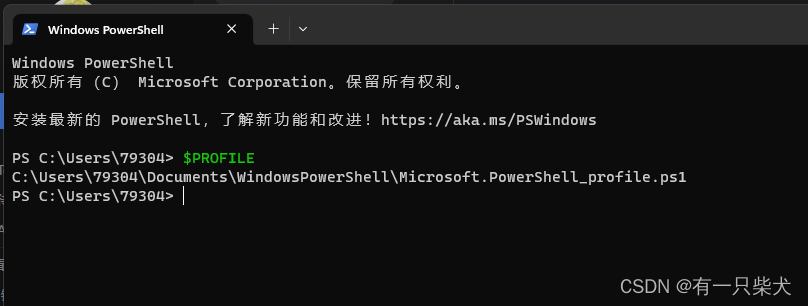 Windows PowerShell
Windows PowerShell
版权所有 (C) Microsoft Corporation。保留所有权利。
安装最新的 PowerShell,了解新功能和改进!https://aka.ms/PSWindows
PS C:\Users\79304> $PROFILE
C:\Users\79304\Documents\WindowsPowerShell\Microsoft.PowerShell_profile.ps1
PS C:\Users\79304>
CSDN @有一只柴犬